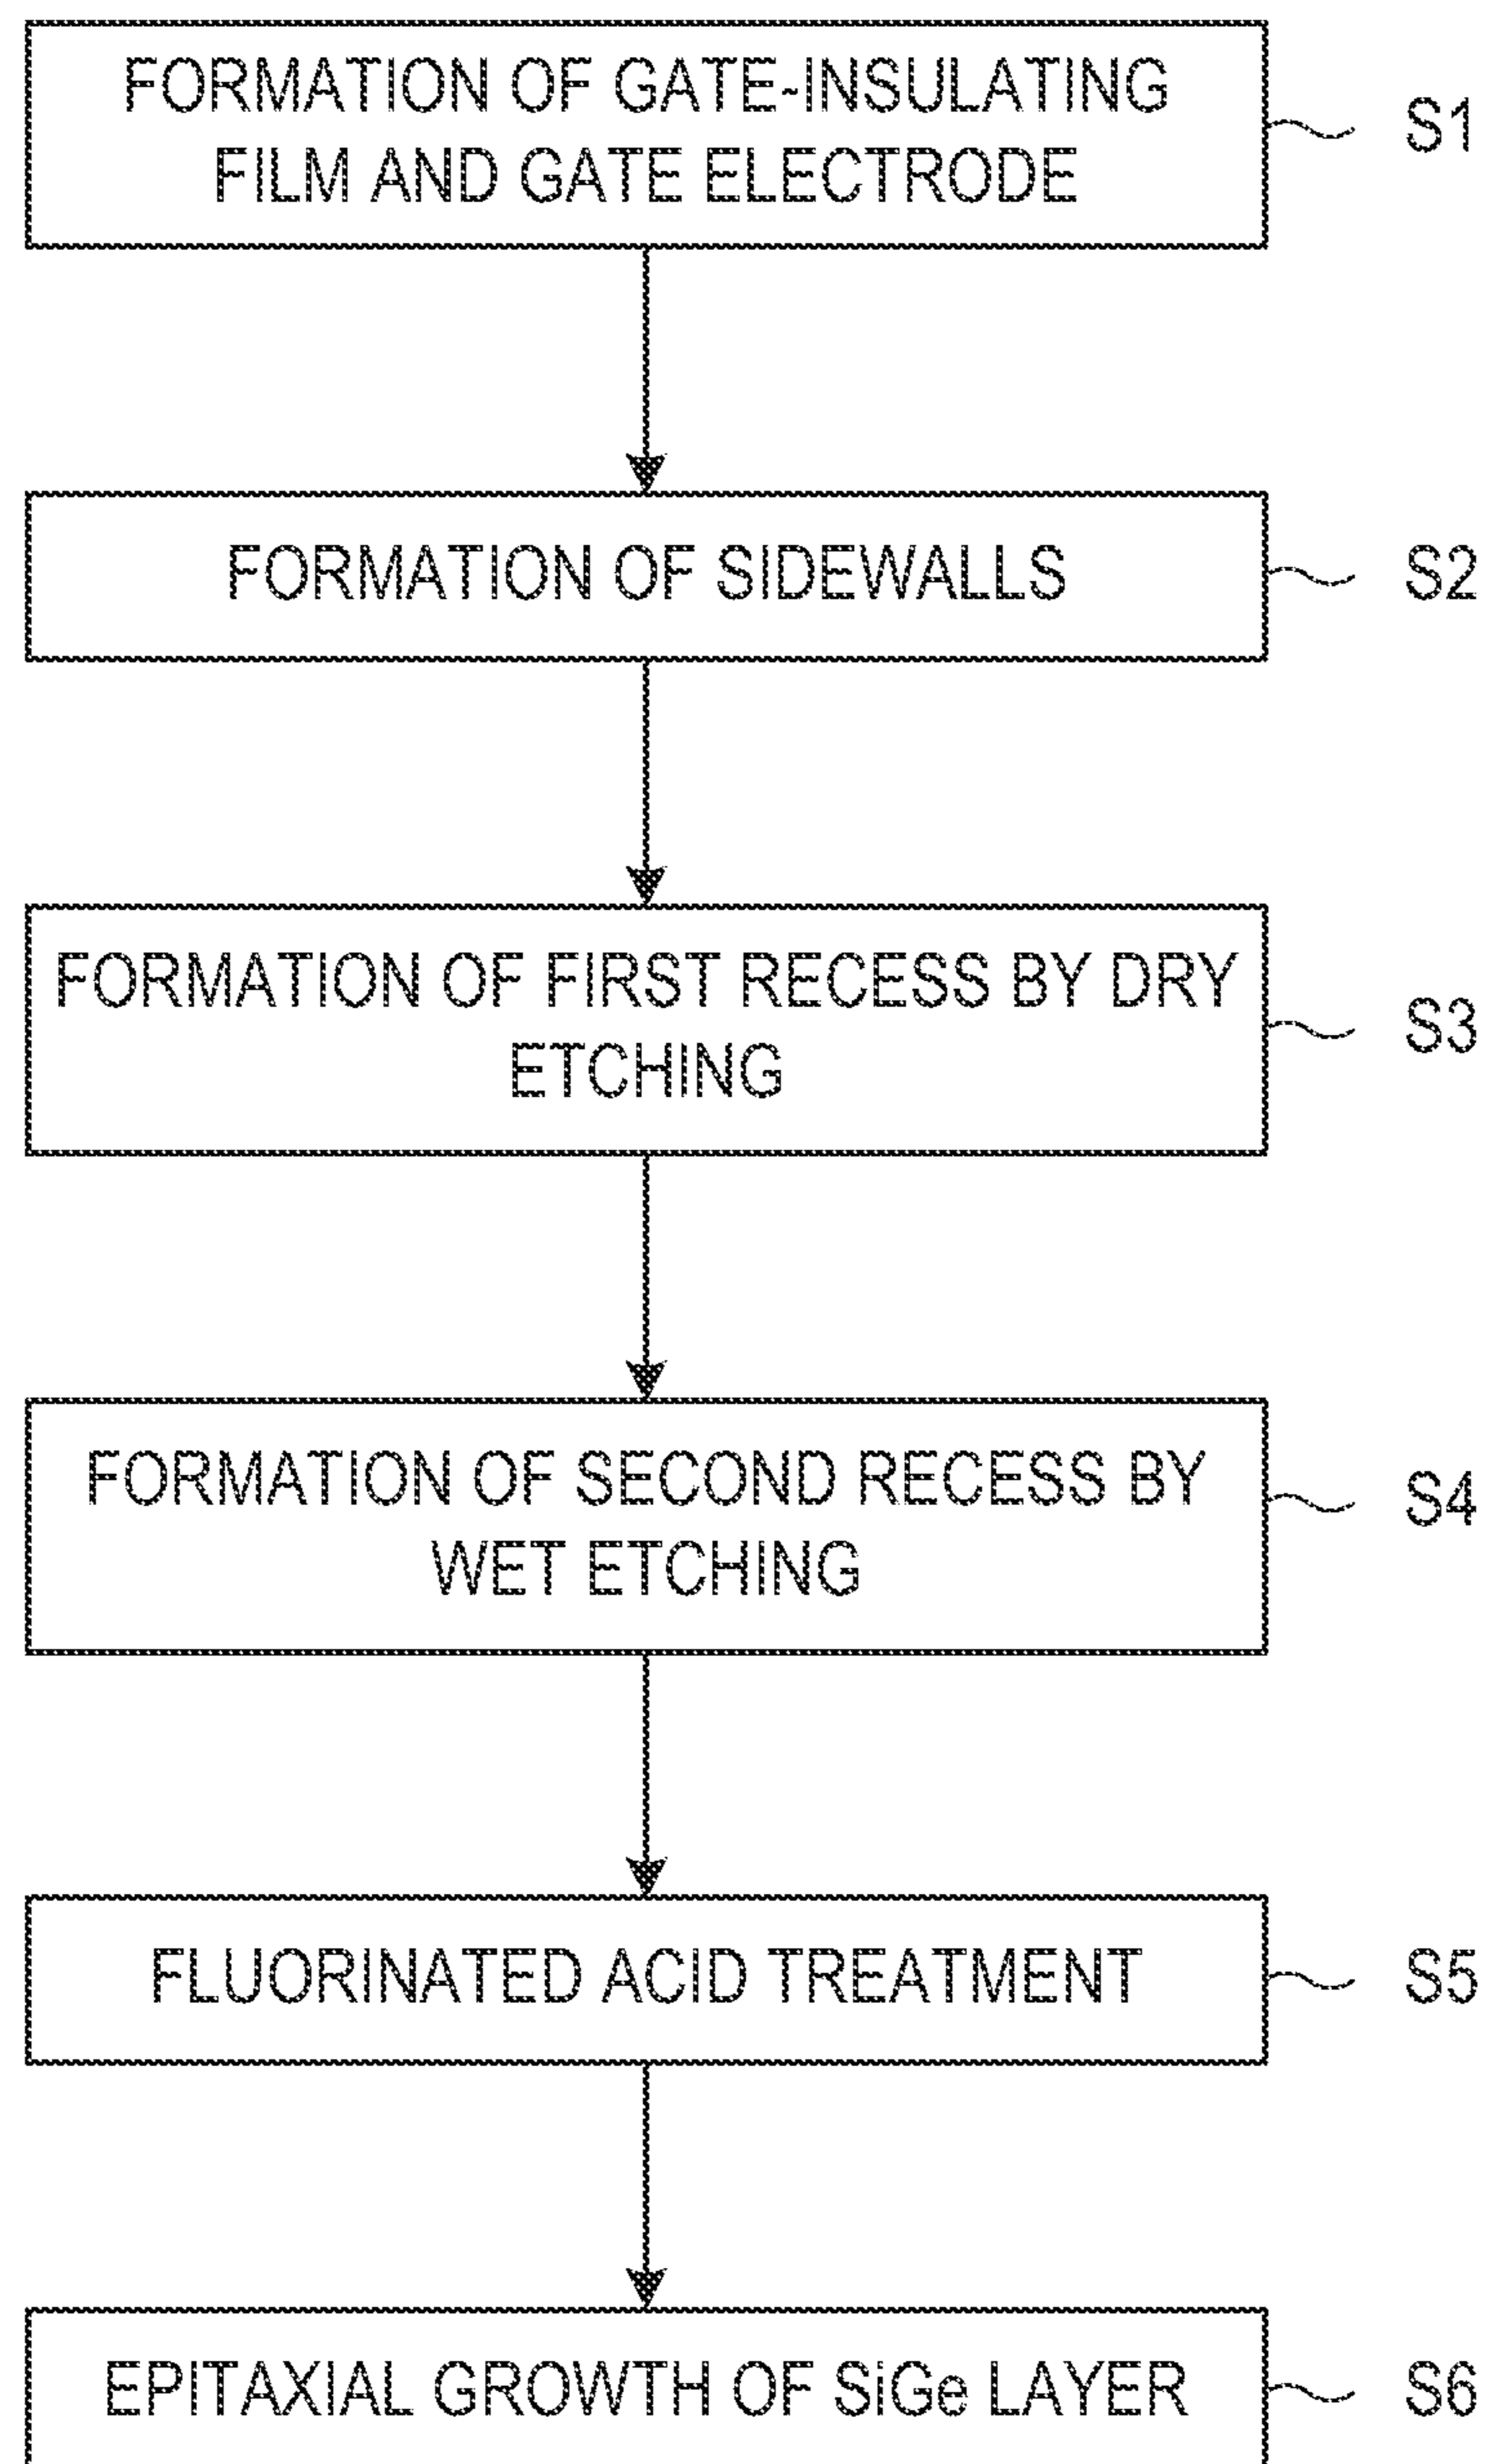 FORMATION OF GATE-INSULATING
FILM AND GATE ELECTRODE
S1
FORMATION OF SIDEWALLS
S2
FORMATION OF FIRST RECESS BY DRY
ETCHING
S3
FORMATION OF SECOND RECESS BY
WET ETCHING
S4
FLUORINATED ACID TREATMENT
S5
EPITAXIAL GROWTH OF SiGe LAYER
S6